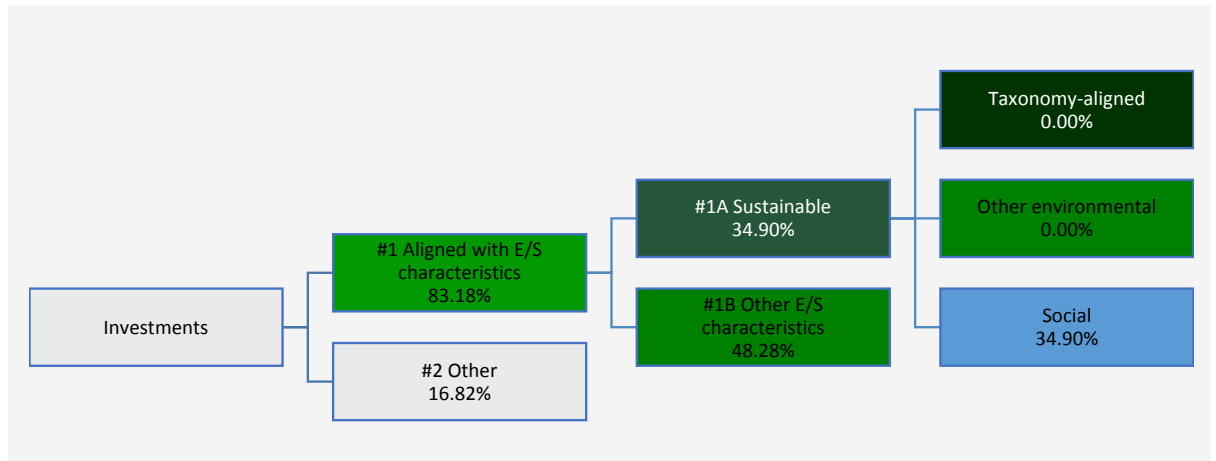 Investments
#1 Aligned with E/S
characteristics
83.18%
#2 Other
16.82%
#1A Sustainable
34.90%
#1B Other E/S
characteristics
48.28%
Taxonomy-aligned
0.00%
Other environmental
0.00%
Social
34.90%